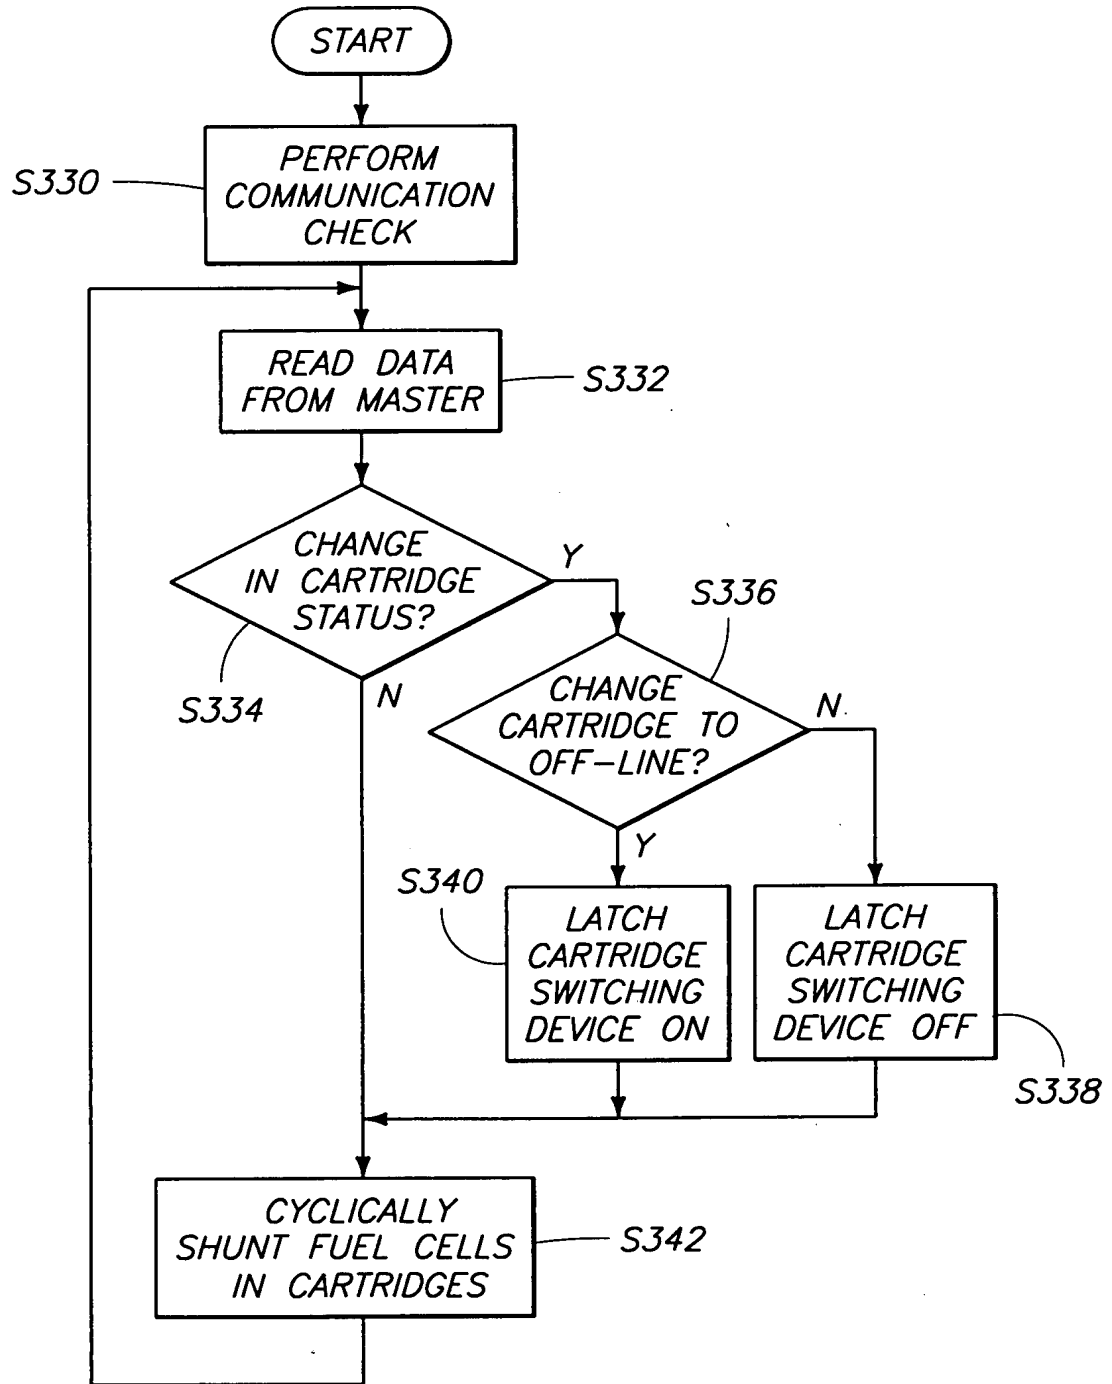 START
PERFORM
COMMUNICATION
CHECK
S330
READ DATA
FROM MASTER
S332
CHANGE
IN CARTRIDGE
STATUS?
Y
S336
S334
N
CHANGE
CARTRIDGE TO
OFF-LINE?
N
Y
S340
LATCH
CARTRIDGE
SWITCHING
DEVICE ON
LATCH
CARTRIDGE
SWITCHING
DEVICE OFF
S338
CYCLICALLY
SHUNT FUEL CELLS
IN CARTRIDGES
S342